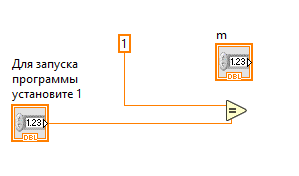 1
m
1.23
DBL
Для запуска
программы
установите 1
1.23
DBL
=